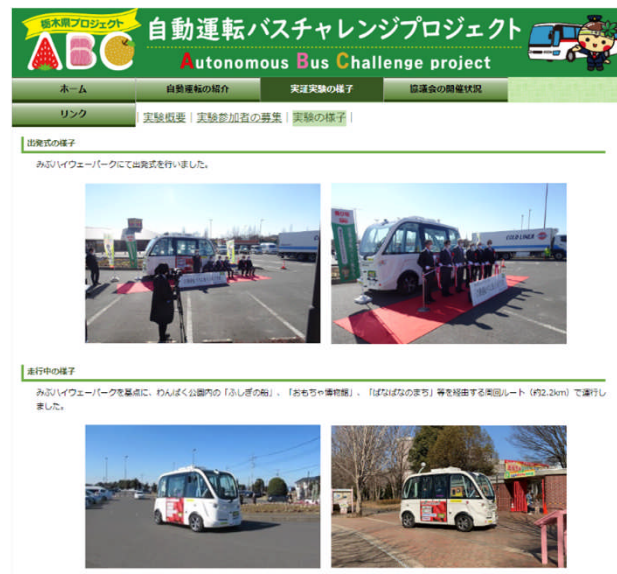 栃木県プロジェクト
ABC
自動運転バスチャレンジプロジェクト
Autonomous Bus Challenge project
ホーム
自動運転の紹介
実証実験の様子
協議会の開催状況
リンク
| 実験概要 | 実験参加者の募集 | 実験の様子 |
出発式の様子
みぶハイウェーパークにて出発式を行いました。
COLD LINER
走行中の様子
みぶハイウェーパークを基点に、わんぱく公園内の「ふしぎの船」、「おもちゃ博物館」、「ぱなぱなのまち」等を経由する周回ルート（約2.2km）で運行し
ました。